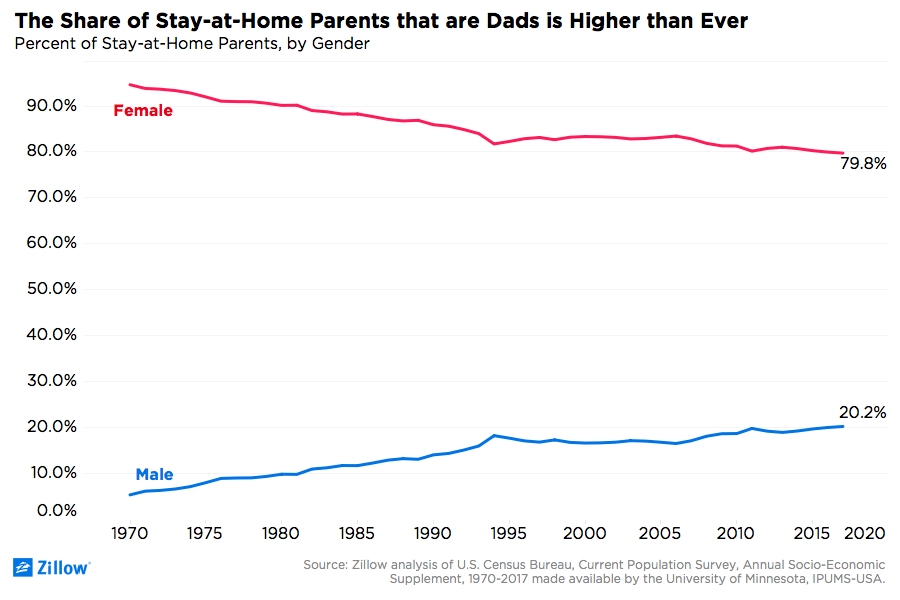 The Share of Stay-at-Home Parents that are Dads is Higher than Ever
Percent of Stay-at-Home Parents, by Gender
90.0%
Female
80.0%
79.8%
70.0%
60.0%
50.0%
40.0%
30.0%
20.2%
20.0%
Male
10.0%
0.0%
1970 1975 1980 1985 1990 1995 2000 2005 2010 2015 2020
Zillow
Source: Zillow analysis of U.S. Census Bureau, Current Population Survey, Annual Socio-Economic
Supplement, 1970-2017 made available by the University of Minnesota, IPUMS-USA.